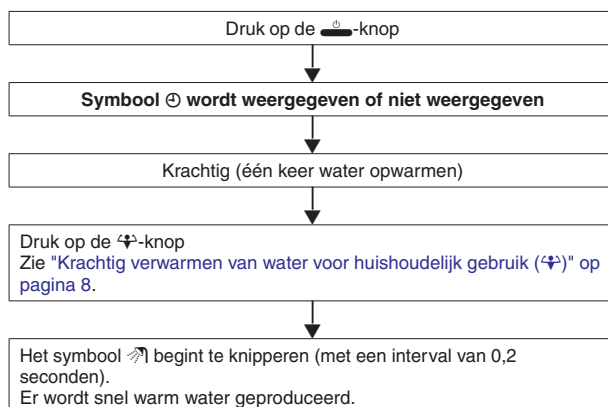 Druk op de -knop
Symbool wordt weergegeven of niet weergegeven
Krachtig (één keer water opwarmen)
Druk op de -knop
Zie "Krachtig verwarmen van water voor huishoudelijk gebruik ()" op
pagina 8.
Het symbool begint te knipperen (met een interval van 0,2
seconden).
Er wordt snel warm water geproduceerd.